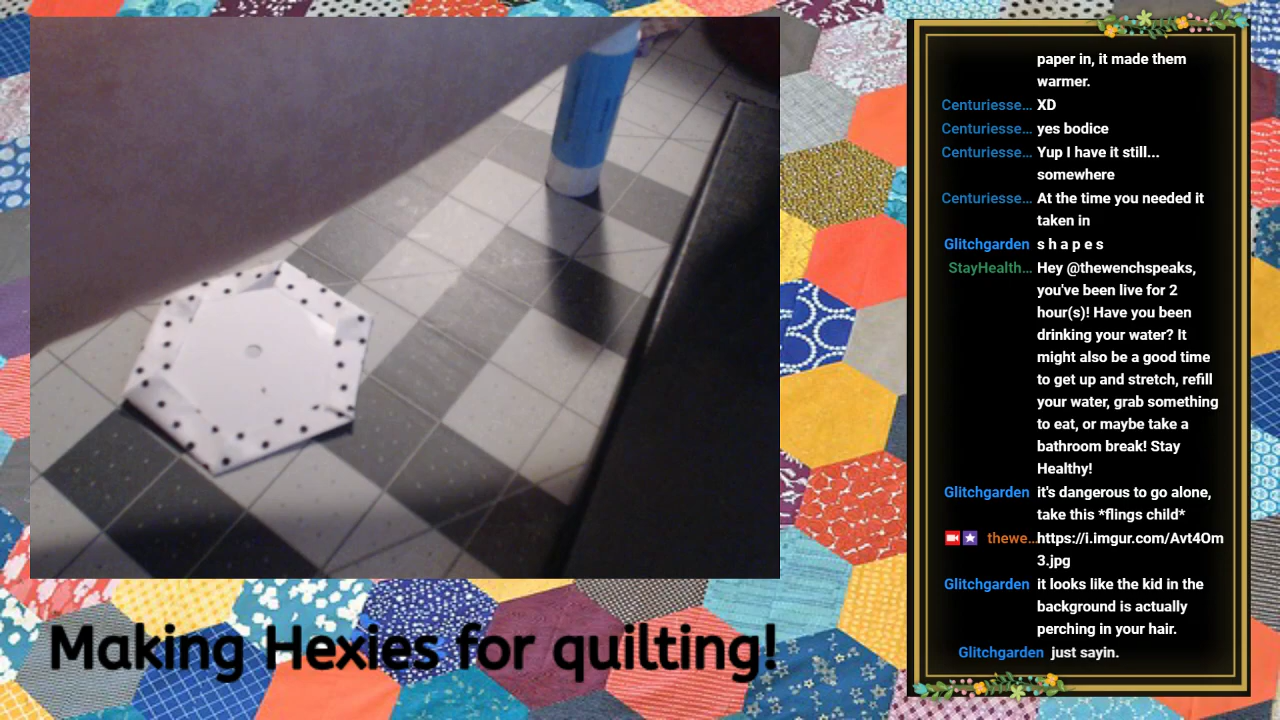 paper in, it made them
warmer.
Centuriesse... XD
Centuriesse... yes bodice
Centuriesse... Yup I have it still...
somewhere
Centuriesse... At the time you needed it
taken in
Glitchgarden s h a p e s
StayHealth... Hey @thewenchspeaks,
you've been live for 2
hour(s)! Have you been
drinking your water? It
might also be a good time
to get up and stretch, refill
your water, grab something
to eat, or maybe take a
bathroom break! Stay
Healthy!
Glitchgarden it's dangerous to go alone,
take this *flings child*
thewe... https://i.imgur.com/Avt4Om
3.jpg
Glitchgarden it looks like the kid in the
background is actually
perching in your hair.
Glitchgarden just sayin.
Making Hexies for quilting!